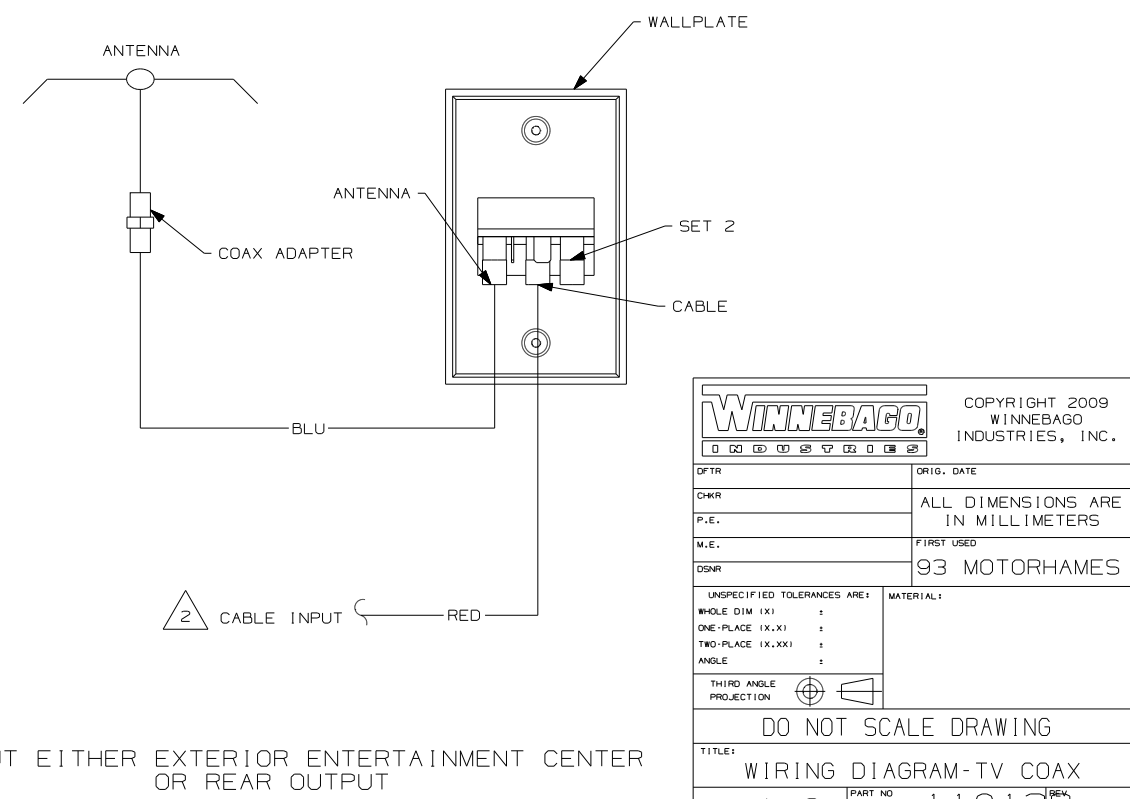 WALLPLATE
ANTENNA
ANTENNA
SET 2
COAX ADAPTER
CABLE
BLU
2 CABLE INPUT
RED
EITHER EXTERIOR ENTERTAINMENT CENTER
OR REAR OUTPUT
WINNEBAGO®
INDUSTRIES
COPYRIGHT 2009
WINNEBAGO
INDUSTRIES, INC.
DFTR
ORIG. DATE
CHKR
ALL DIMENSIONS ARE
IN MILLIMETERS
P.E.
M.E.
FIRST USED
93 MOTORHAMES
DSNR
UNSPECIFIED TOLERANCES ARE:
MATERIAL:
WHOLE DIM (X) ±
ONE-PLACE (X.X) ±
TWO-PLACE (X.XX) ±
ANGLE ±
THIRD ANGLE
PROJECTION
DO NOT SCALE DRAWING
TITLE:
WIRING DIAGRAM-TV COAX
PART NO
REV